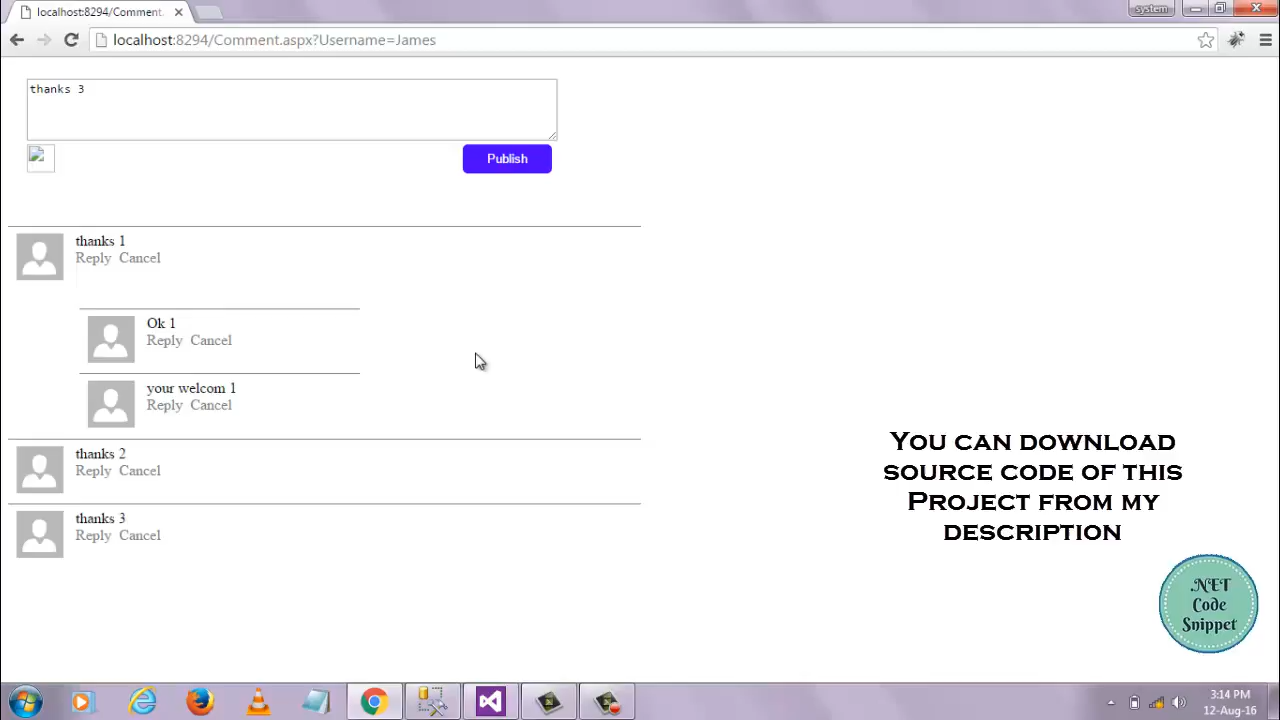 localhost:8294/Comment.
system
localhost:8294/Comment.aspx?Username=James
thanks 3
Publish
thanks 1
Reply Cancel
Ok 1
Reply Cancel
your welcom 1
Reply Cancel
thanks 2
Reply Cancel
thanks 3
Reply Cancel
You can download
source code of this
Project from my
description
.NET
Code
Snippet
3:14 PM
12-Aug-16